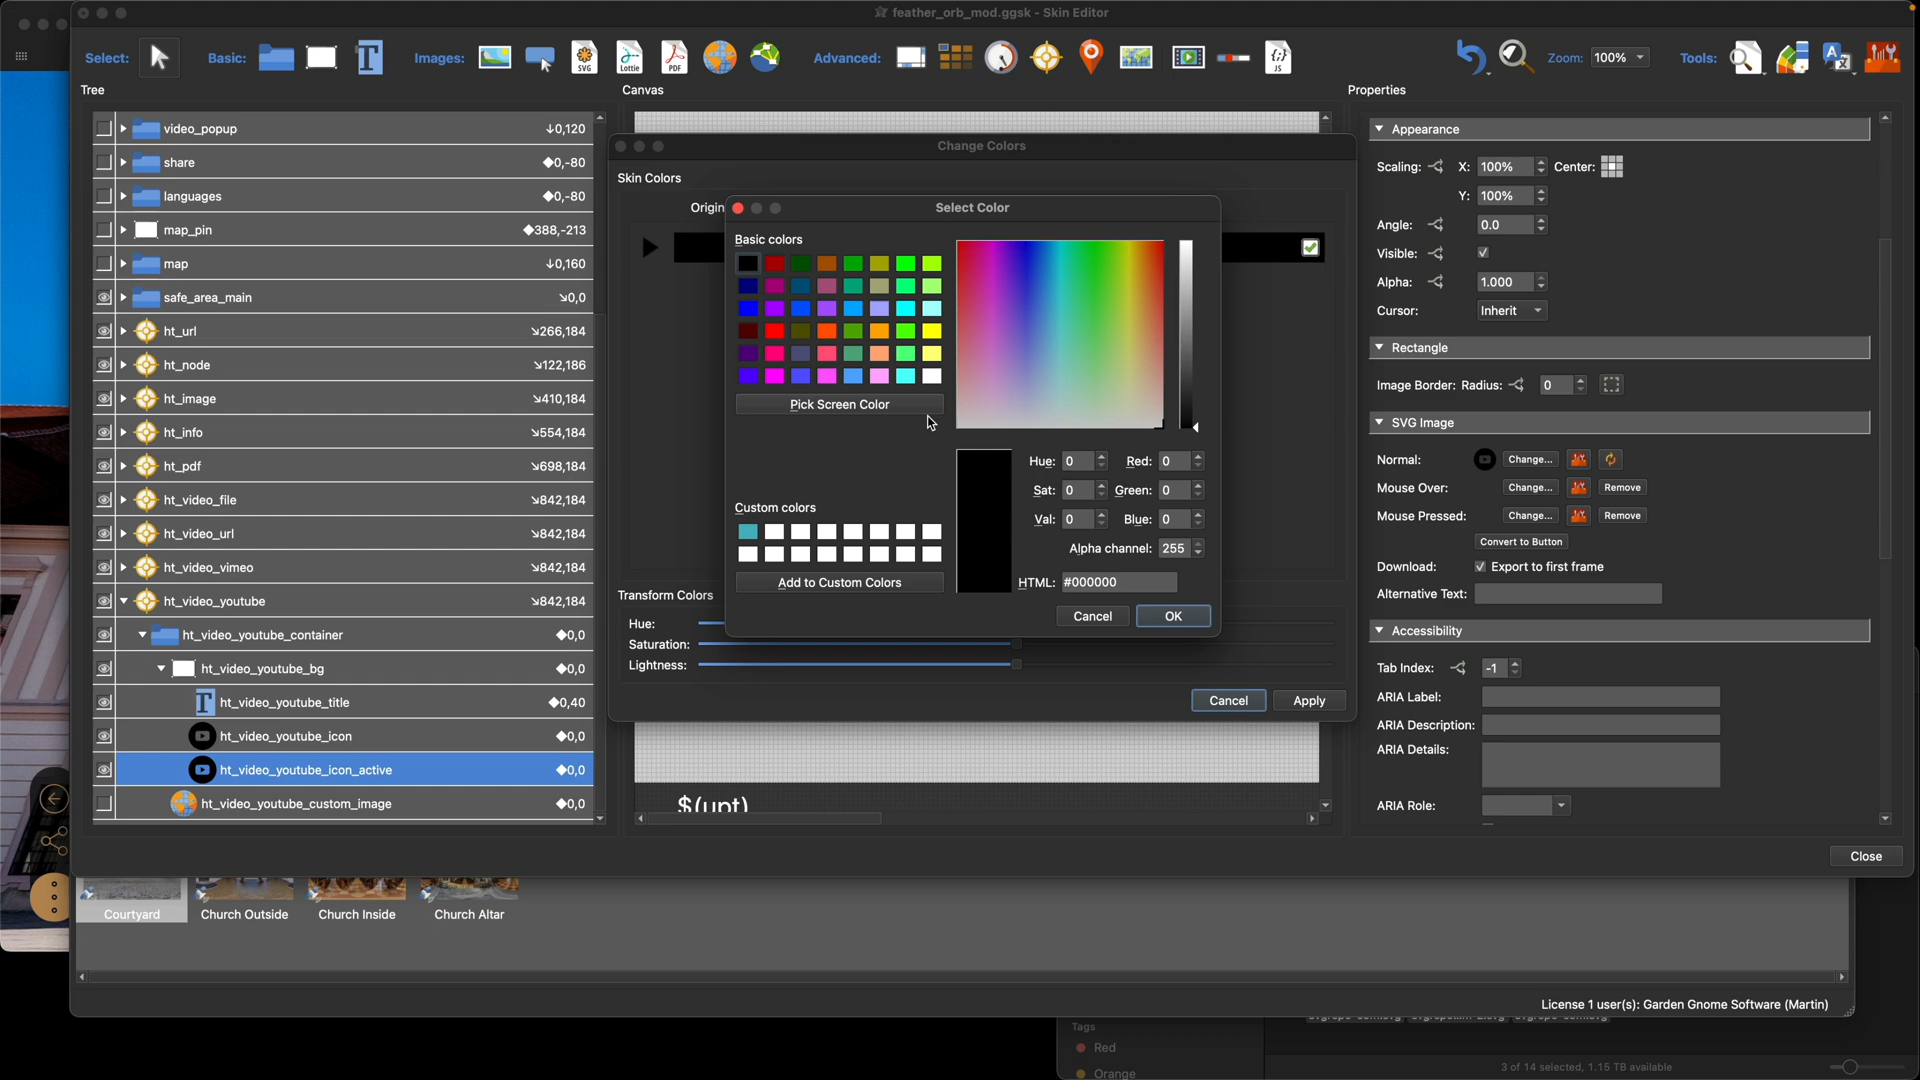 feather_orb_mod.ggsk - Skin Editor
Select:
Basic:
T
Images:
SVG
Lottie
PDF
Advanced:
JS
Zoom: 100%
Tools:
Tree
Canvas
Properties
video_popup ↓0,120
share ◆0,-80
languages ◆0,-80
map_pin ◆388,-213
map ↓0,160
safe_area_main ↘0,0
ht_url ↘266,184
ht_node ↘122,186
ht_image ↘410,184
ht_info ↘554,184
ht_pdf ↘698,184
ht_video_file ↘842,184
ht_video_url ↘842,184
ht_video_vimeo ↘842,184
ht_video_youtube ↘842,184
ht_video_youtube_container ◆0,0
ht_video_youtube_bg ◆0,0
T ht_video_youtube_title ◆0,40
ht_video_youtube_icon ◆0,0
ht_video_youtube_icon_active ◆0,0
ht_video_youtube_custom_image ◆0,0
Change Colors
Skin Colors
Origin
Select Color
Basic colors
Pick Screen Color
Custom colors
Add to Custom Colors
Hue: 0 Red: 0
Sat: 0 Green: 0
Val: 0 Blue: 0
Alpha channel: 255
HTML: #000000
Cancel OK
Transform Colors
Hue:
Saturation:
Lightness:
Cancel Apply
$(upt)
Appearance
Scaling: X: 100% Center:
Y: 100%
Angle: 0.0
Visible:
Alpha: 1.000
Cursor: Inherit
Rectangle
Image Border: Radius: 0
SVG Image
Normal: Change...
Mouse Over: Change... Remove
Mouse Pressed: Change... Remove
Convert to Button
Download: Export to first frame
Alternative Text:
Accessibility
Tab Index: -1
ARIA Label:
ARIA Description:
ARIA Details:
ARIA Role:
Close
Courtyard Church Outside Church Inside Church Altar
License 1 user(s): Garden Gnome Software (Martin)
Tags
Red
Orange
3 of 14 selected, 1.15 TB available